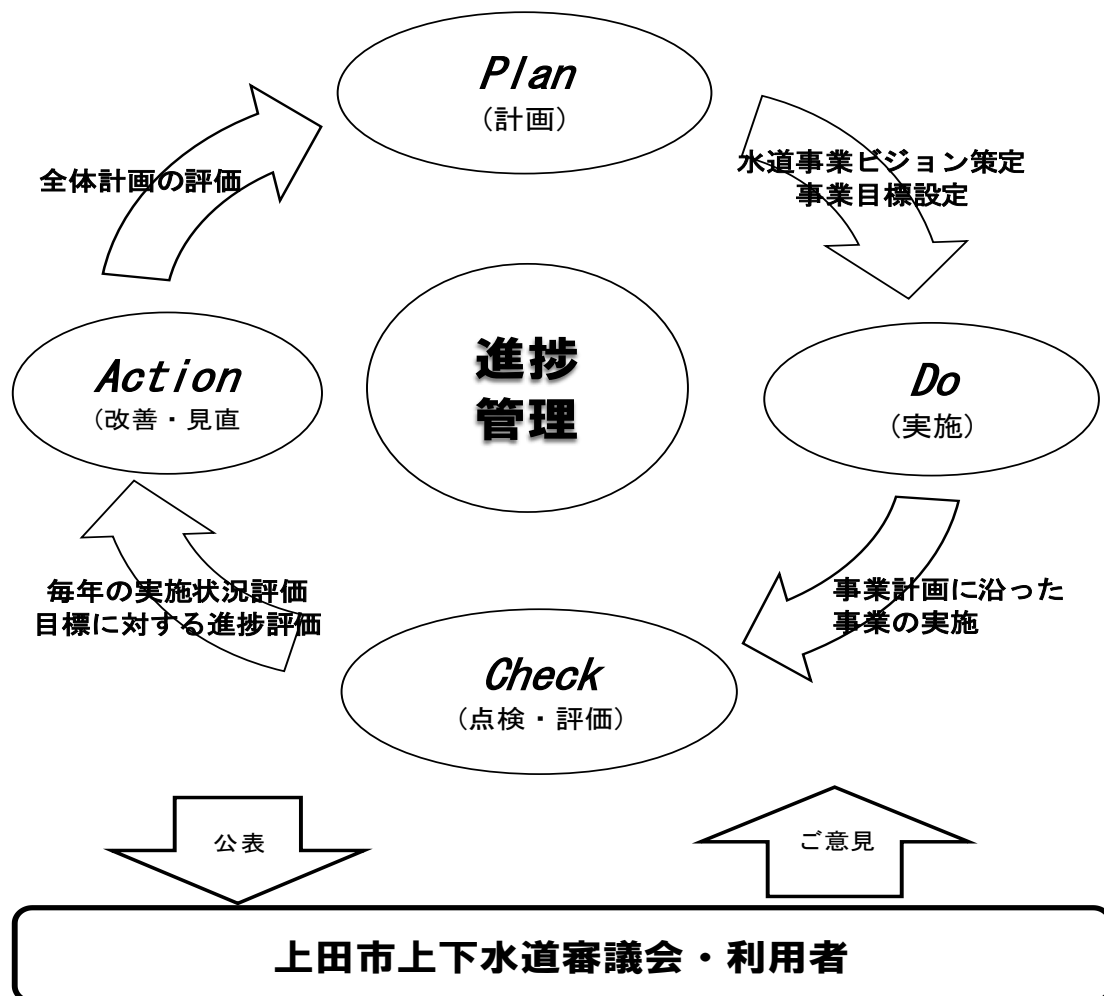 Plan
(計画)
水道事業ビジョン策定
事業目標設定
全体計画の評価
進捗
管理
Action
(改善・見直
Do
(実施)
毎年の実施状況評価
目標に対する進捗評価
事業計画に沿った
事業の実施
Check
(点検・評価)
公表
ご意見
上田市上下水道審議会・利用者